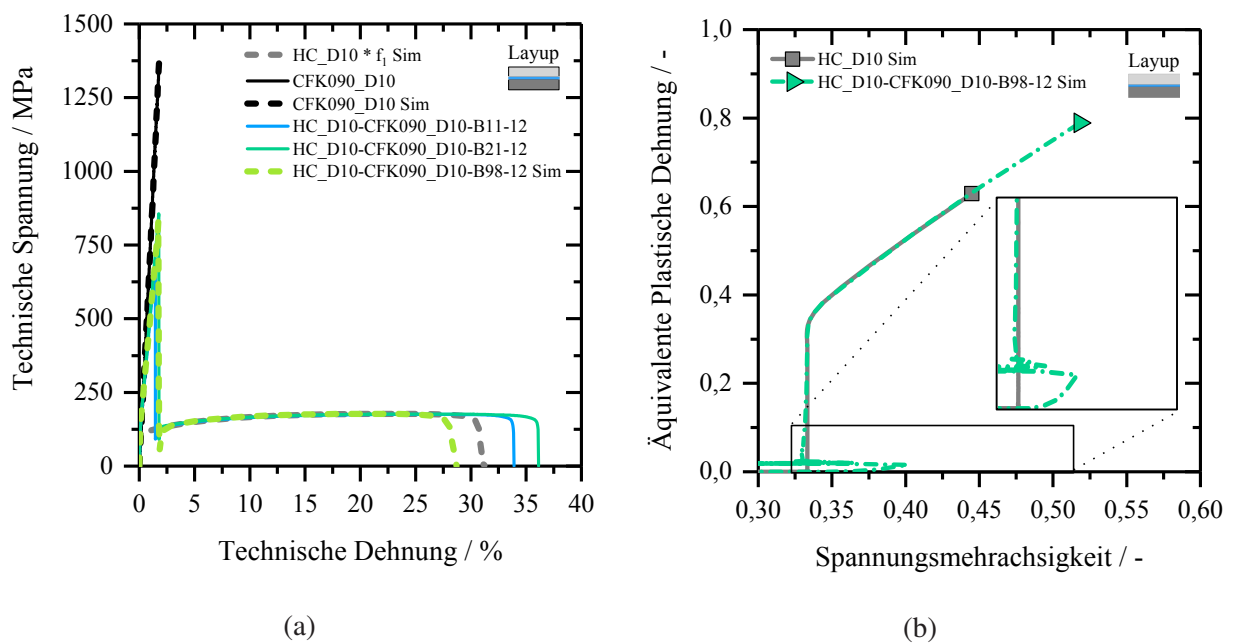 1500
1250
1000
750
500
250
0
Technische Spannung / MPa
HC_D10 * f1 Sim
CFK090_D10
CFK090_D10 Sim
HC_D10-CFK090_D10-B11-12
HC_D10-CFK090_D10-B21-12
HC_D10-CFK090_D10-B98-12 Sim
Layup
0 5 10 15 20 25 30 35 40
Technische Dehnung / %
(a)
1,0
0,8
0,6
0,4
0,2
0,0
Äquivalente Plastische Dehnung / -
HC_D10 Sim
HC_D10-CFK090_D10-B98-12 Sim
Layup
0,30 0,35 0,40 0,45 0,50 0,55 0,60
Spannungsmehrachsigkeit / -
(b)